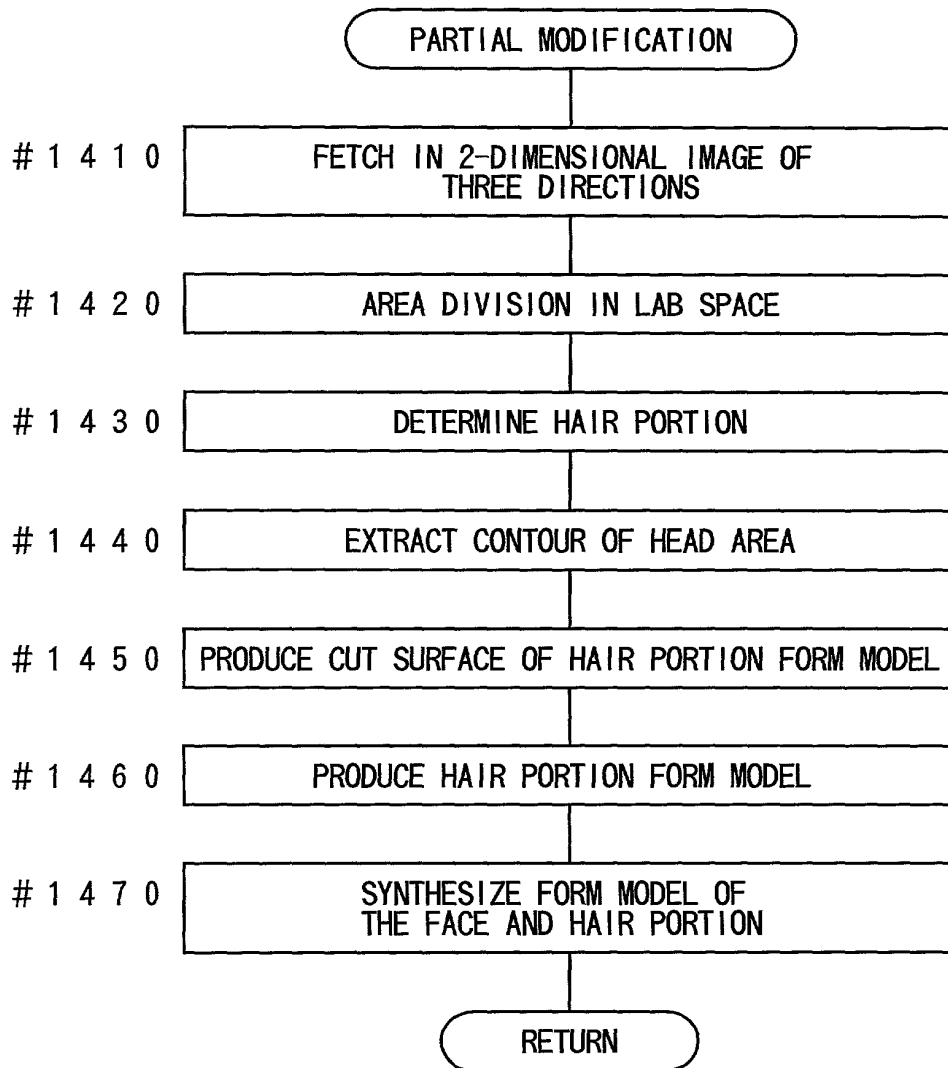 PARTIAL MODIFICATION
#1410 FETCH IN 2-DIMENSIONAL IMAGE OF
THREE DIRECTIONS
#1420 AREA DIVISION IN LAB SPACE
#1430 DETERMINE HAIR PORTION
#1440 EXTRACT CONTOUR OF HEAD AREA
#1450 PRODUCE CUT SURFACE OF HAIR PORTION FORM MODEL
#1460 PRODUCE HAIR PORTION FORM MODEL
#1470 SYNTHESIZE FORM MODEL OF
THE FACE AND HAIR PORTION
RETURN